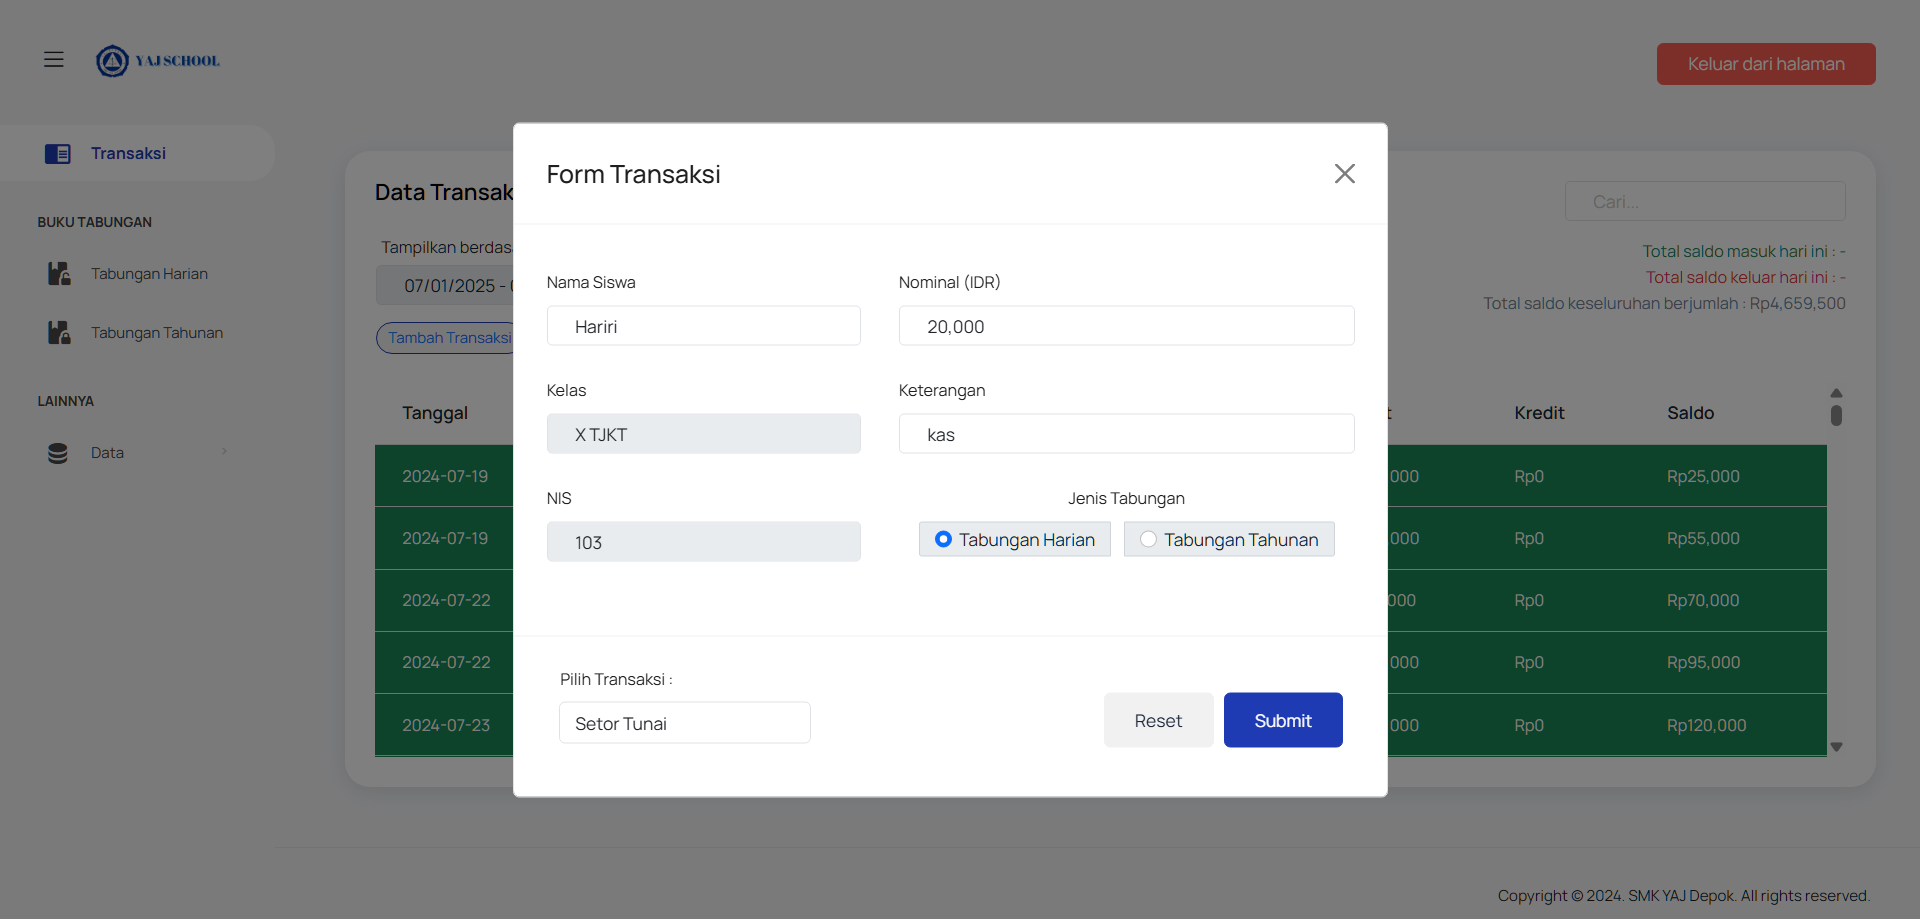 YAJ SCHOOL
Keluar dari halaman
Transaksi
BUKU TABUNGAN
Tabungan Harian
Tabungan Tahunan
LAINNYA
Data
Data Transak
Tampilkan berdas
07/01/2025 -
Tambah Transaksi
Cari...
Total saldo masuk hari ini : -
Total saldo keluar hari ini : -
Total saldo keseluruhan berjumlah : Rp4,659,500
Form Transaksi
Nama Siswa
Hariri
Nominal (IDR)
20,000
Kelas
X TJKT
Keterangan
kas
NIS
103
Jenis Tabungan
Tabungan Harian
Tabungan Tahunan
Pilih Transaksi :
Setor Tunai
Reset
Submit
Tanggal t Kredit Saldo
2024-07-19 000 Rp0 Rp25,000
2024-07-19 000 Rp0 Rp55,000
2024-07-22 000 Rp0 Rp70,000
2024-07-22 000 Rp0 Rp95,000
2024-07-23 000 Rp0 Rp120,000
Copyright © 2024. SMK YAJ Depok. All rights reserved.